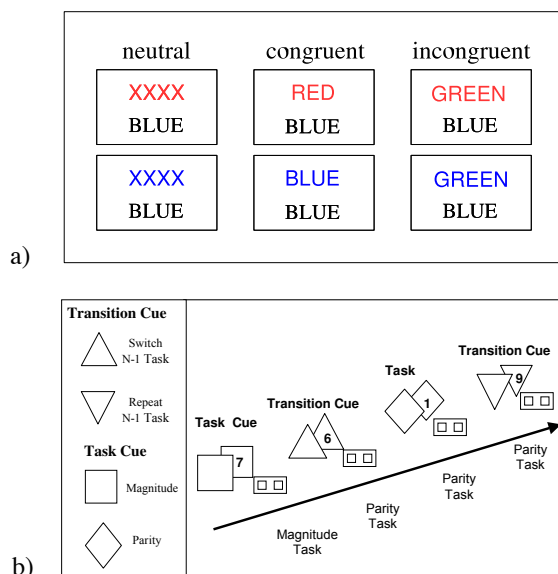 neutral congruent incongruent
XXXX RED GREEN
BLUE BLUE BLUE
XXXX BLUE GREEN
BLUE BLUE BLUE
a)
Transition Cue
Switch
N-1 Task
Repeat
N-1 Task
Task Cue
Magnitude
Parity
Task Cue
7
Transition Cue
6
Task
1
Transition Cue
9
Magnitude
Task
Parity
Task
Parity
Task
Parity
Task
b)